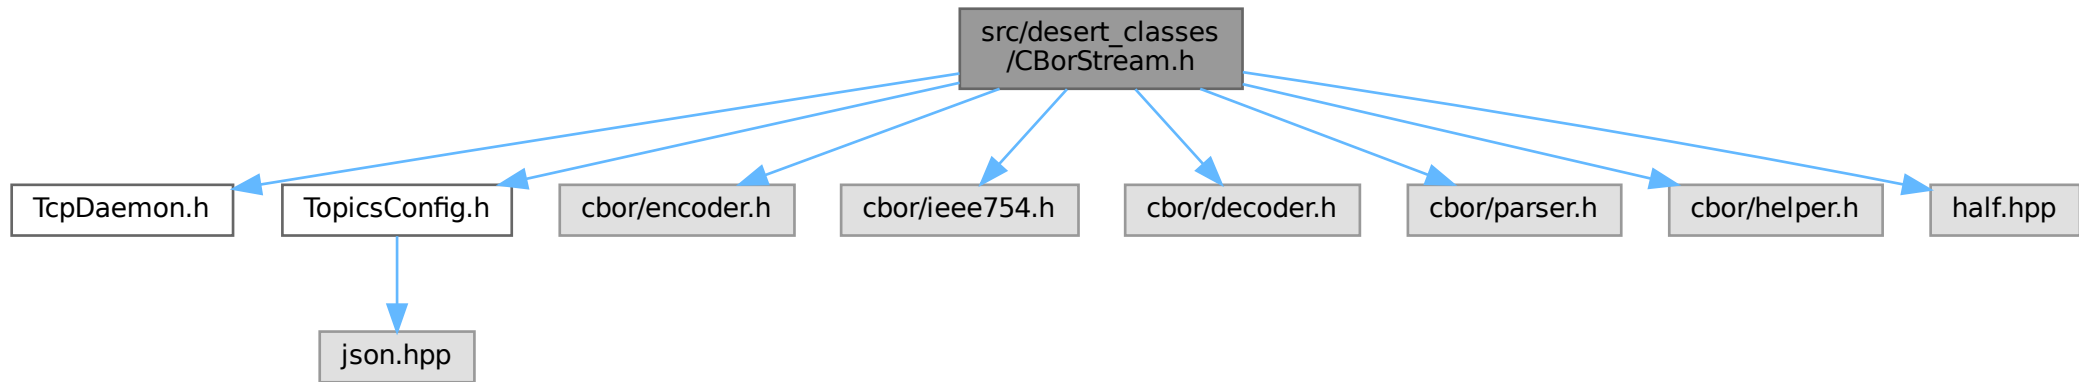 src/desert_classes
/CBorStream.h
TcpDaemon.h
TopicsConfig.h
cbor/encoder.h
cbor/ieee754.h
cbor/decoder.h
cbor/parser.h
cbor/helper.h
half.hpp
json.hpp